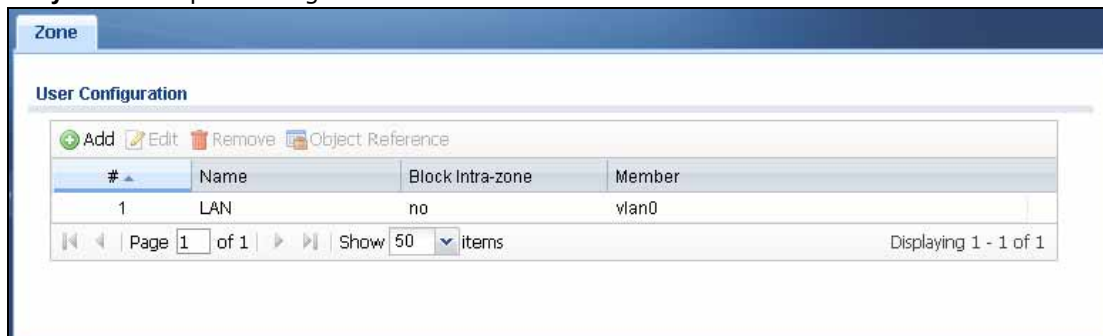 Zone
User Configuration
Add Edit Remove Object Reference
# Name Block Intra-zone Member
1 LAN no vlan0
Page 1 of 1 Show 50 items Displaying 1 - 1 of 1